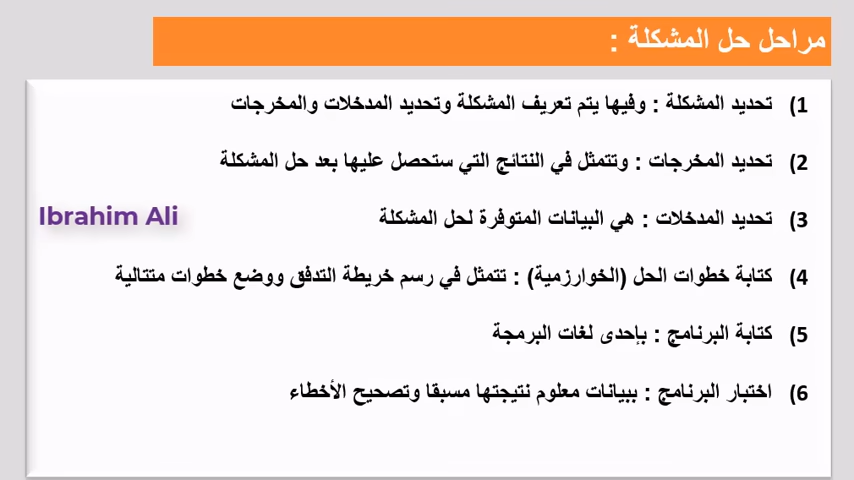 مراحل حل المشكلة :
1) تحديد المشكلة : وفيها يتم تعريف المشكلة وتحديد المدخلات والمخرجات
2) تحديد المخرجات : وتتمثل في النتائج التي ستحصل عليها بعد حل المشكلة
3) تحديد المدخلات : هي البيانات المتوفرة لحل المشكلة
Ibrahim Ali
4) كتابة خطوات الحل (الخوارزمية) : تتمثل في رسم خريطة التدفق ووضع خطوات متتالية
5) كتابة البرنامج : بإحدى لغات البرمجة
6) اختبار البرنامج : ببيانات معلوم نتيجتها مسبقا وتصحيح الأخطاء